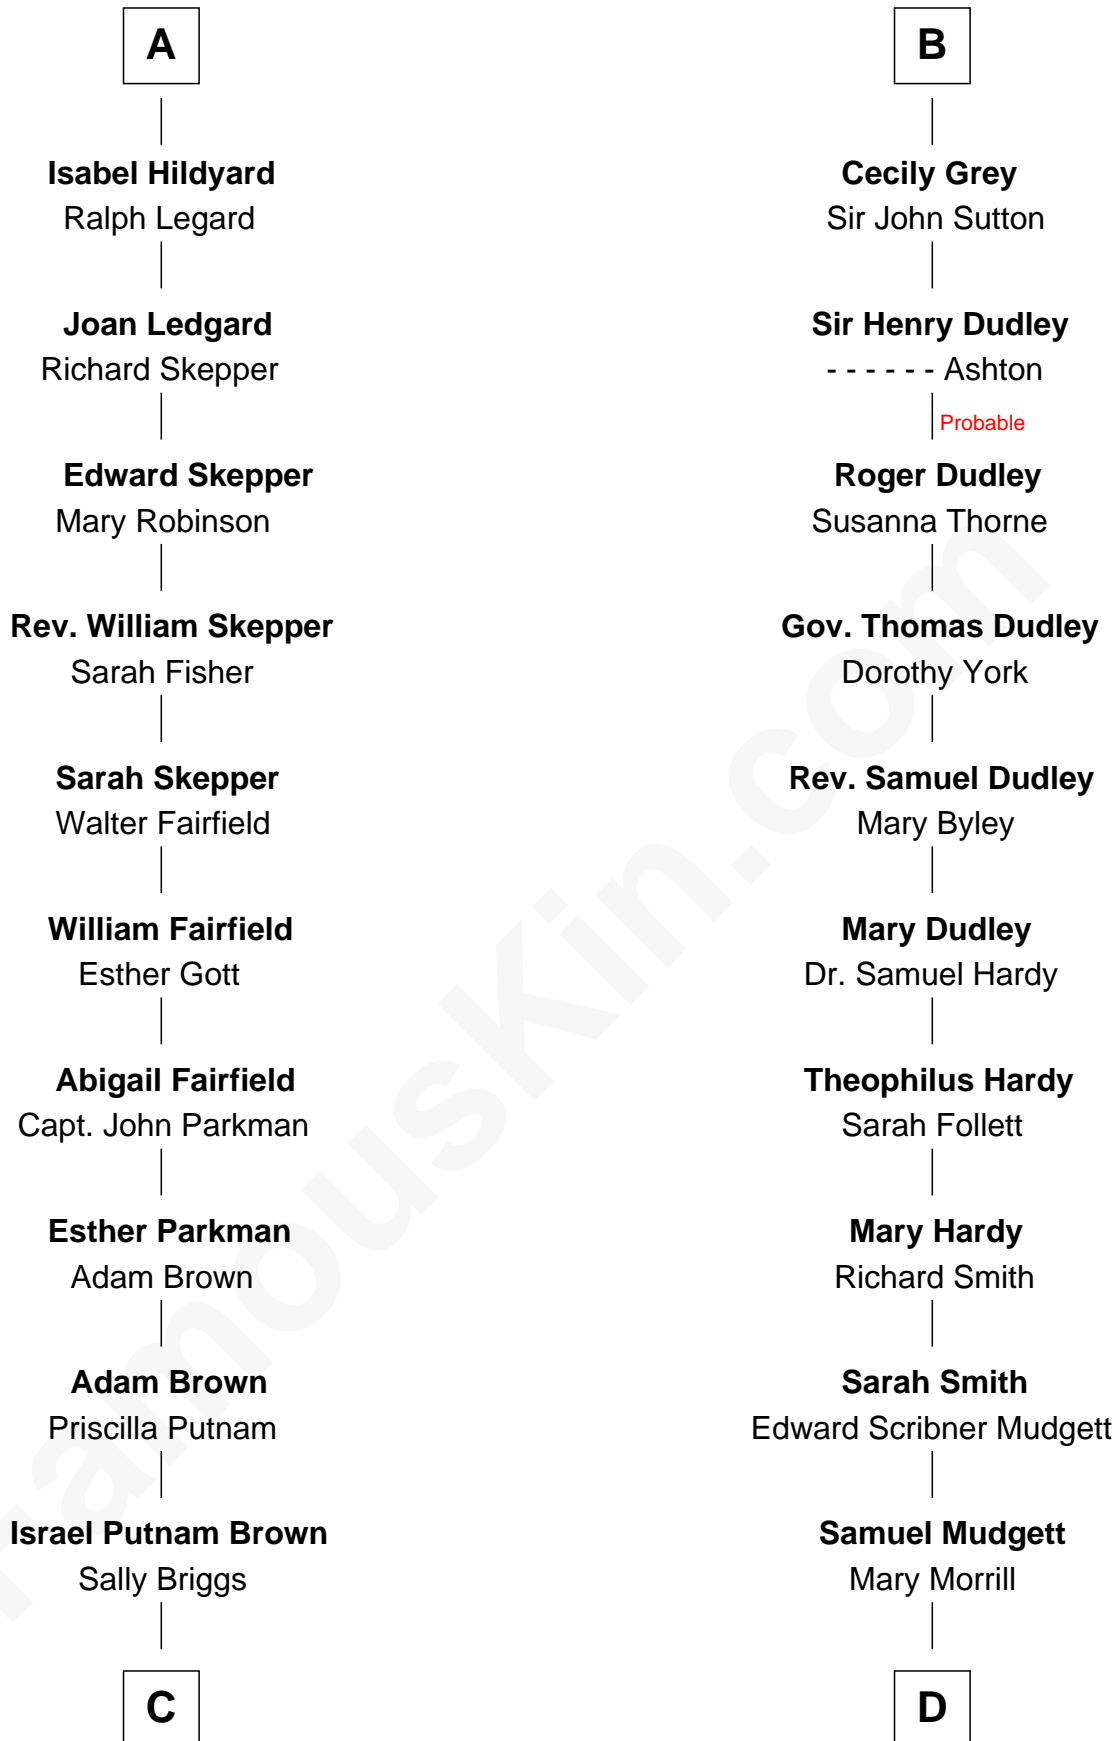 A
Isabel Hildyard
Ralph Legard
Joan Ledgard
Richard Skepper
Edward Skepper
Mary Robinson
Rev. William Skepper
Sarah Fisher
Sarah Skepper
Walter Fairfield
William Fairfield
Esther Gott
Abigail Fairfield
Capt. John Parkman
Esther Parkman
Adam Brown
Adam Brown
Priscilla Putnam
Israel Putnam Brown
Sally Briggs
C
B
Cecily Grey
Sir John Sutton
Sir Henry Dudley
- - - - - - Ashton
Probable
Roger Dudley
Susanna Thorne
Gov. Thomas Dudley
Dorothy York
Rev. Samuel Dudley
Mary Byley
Mary Dudley
Dr. Samuel Hardy
Theophilus Hardy
Sarah Follett
Mary Hardy
Richard Smith
Sarah Smith
Edward Scribner Mudgett
Samuel Mudgett
Mary Morrill
D
FamousKin.com